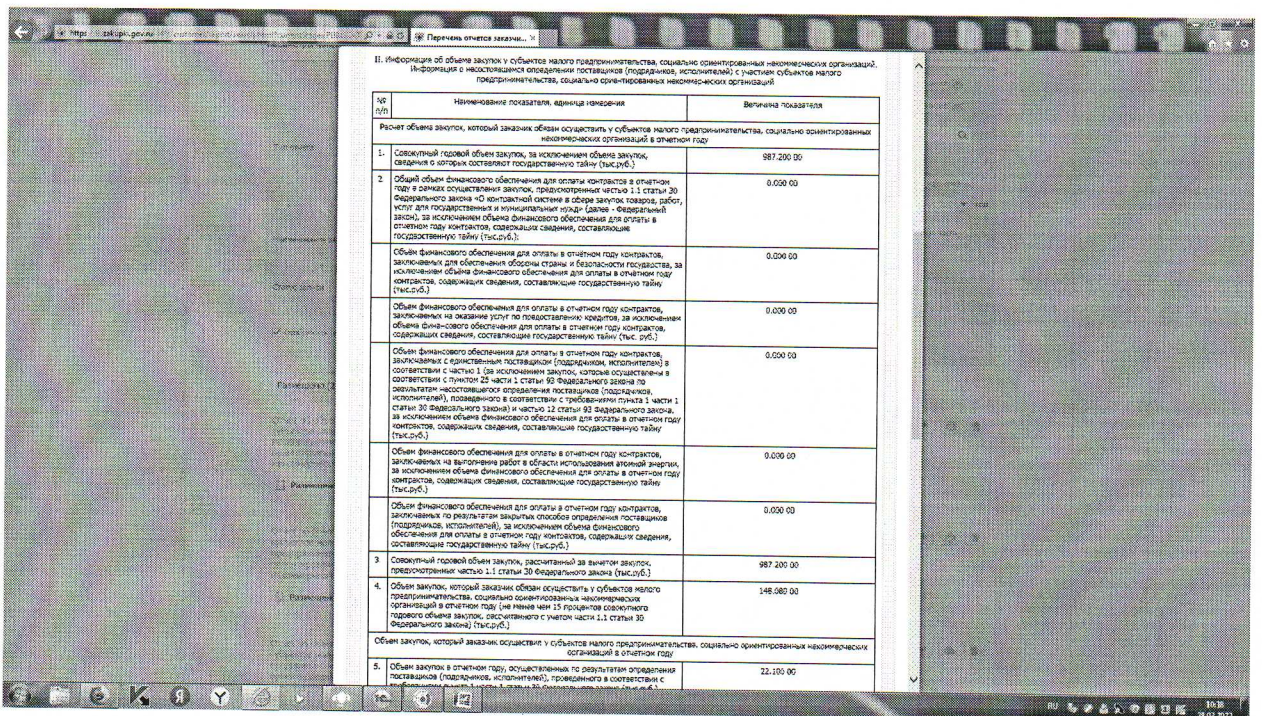 zakupki.gov.ru
Перечень отчетов заказчи...
II. Информация об объеме закупок у субъектов малого предпринимательства, социально ориентированных некоммерческих организаций.
Информация о несостоявшемся определении поставщиков (подрядчиков, исполнителей) с участием субъектов малого
предпринимательства, социально ориентированных некоммерческих организаций
№ Наименование показателя, единица измерения Величина показателя
п/п
Расчет объема закупок, который заказчик обязан осуществить у субъектов малого предпринимательства, социально ориентированных
некоммерческих организаций в отчетном году
1. Совокупный годовой объем закупок, за исключением объема закупок, 987.200 00
сведения о которых составляют государственную тайну (тыс.руб.)
2 Общий объем финансового обеспечения для оплаты контрактов в отчетном 0.000 00
году в рамках осуществления закупок, предусмотренных частью 1.1 статьи 30
Федерального закона «О контрактной системе в сфере закупок товаров, работ,
услуг для государственных и муниципальных нужд» (далее - Федеральный
закон), за исключением объема финансового обеспечения для оплаты в
отчетном году контрактов, содержащих сведения, составляющие
государственную тайну (тыс.руб.):
Объём финансового обеспечения для оплаты в отчётном году контрактов, 0.000 00
заключаемых для обеспечения обороны страны и безопасности государства, за
исключением объёма финансового обеспечения для оплаты в отчётном году
контрактов, содержащих сведения, составляющие государственную тайну
(тыс.руб.)
Объем финансового обеспечения для оплаты в отчетном году контрактов, 0.000 00
заключаемых на оказание услуг по предоставлению кредитов, за исключением
объема финансового обеспечения для оплаты в отчетном году контрактов,
содержащих сведения, составляющие государственную тайну (тыс. руб.)
Объем финансового обеспечения для оплаты в отчетном году контрактов, 0.000 00
заключаемых с единственным поставщиком (подрядчиком, исполнителем) в
соответствии с частью 1 (за исключением закупок, которые осуществлены в
соответствии с пунктом 25 части 1 статьи 93 Федерального закона по
результатам несостоявшегося определения поставщиков (подрядчиков,
исполнителей), проведенного в соответствии с требованиями пункта 1 части 1
статьи 30 Федерального закона) и частью 12 статьи 93 Федерального закона,
за исключением объема финансового обеспечения для оплаты в отчетном году
контрактов, содержащих сведения, составляющие государственную тайну
(тыс.руб.)
Объем финансового обеспечения для оплаты в отчетном году контрактов, 0.000 00
заключаемых на выполнение работ в области использования атомной энергии,
за исключением объема финансового обеспечения для оплаты в отчетном году
контрактов, содержащих сведения, составляющие государственную тайну
(тыс.руб.)
Объем финансового обеспечения для оплаты в отчетном году контрактов, 0.000 00
заключаемых по результатам закрытых способов определения поставщиков
(подрядчиков, исполнителей), за исключением объема финансового
обеспечения для оплаты в отчетном году контрактов, содержащих сведения,
составляющие государственную тайну (тыс.руб.)
3 Совокупный годовой объем закупок, рассчитанный за вычетом закупок, 987 200 00
предусмотренных частью 1.1 статьи 30 Федерального закона (тыс.руб.)
4. Объем закупок, который заказчик обязан осуществить у субъектов малого 148.080 00
предпринимательства, социально ориентированных некоммерческих
организаций в отчетном году (не менее чем 15 процентов совокупного
годового объема закупок, рассчитанного с учетом части 1.1 статьи 30
Федерального закона) (тыс.руб.)
Объем закупок, который заказчик осуществил у субъектов малого предпринимательства, социально ориентированных некоммерческих
организаций в отчетном году
5. Объем закупок в отчетном году, осуществленных по результатам определения 22.100 00
поставщиков (подрядчиков, исполнителей), проведенного в соответствии с
RU 10:18